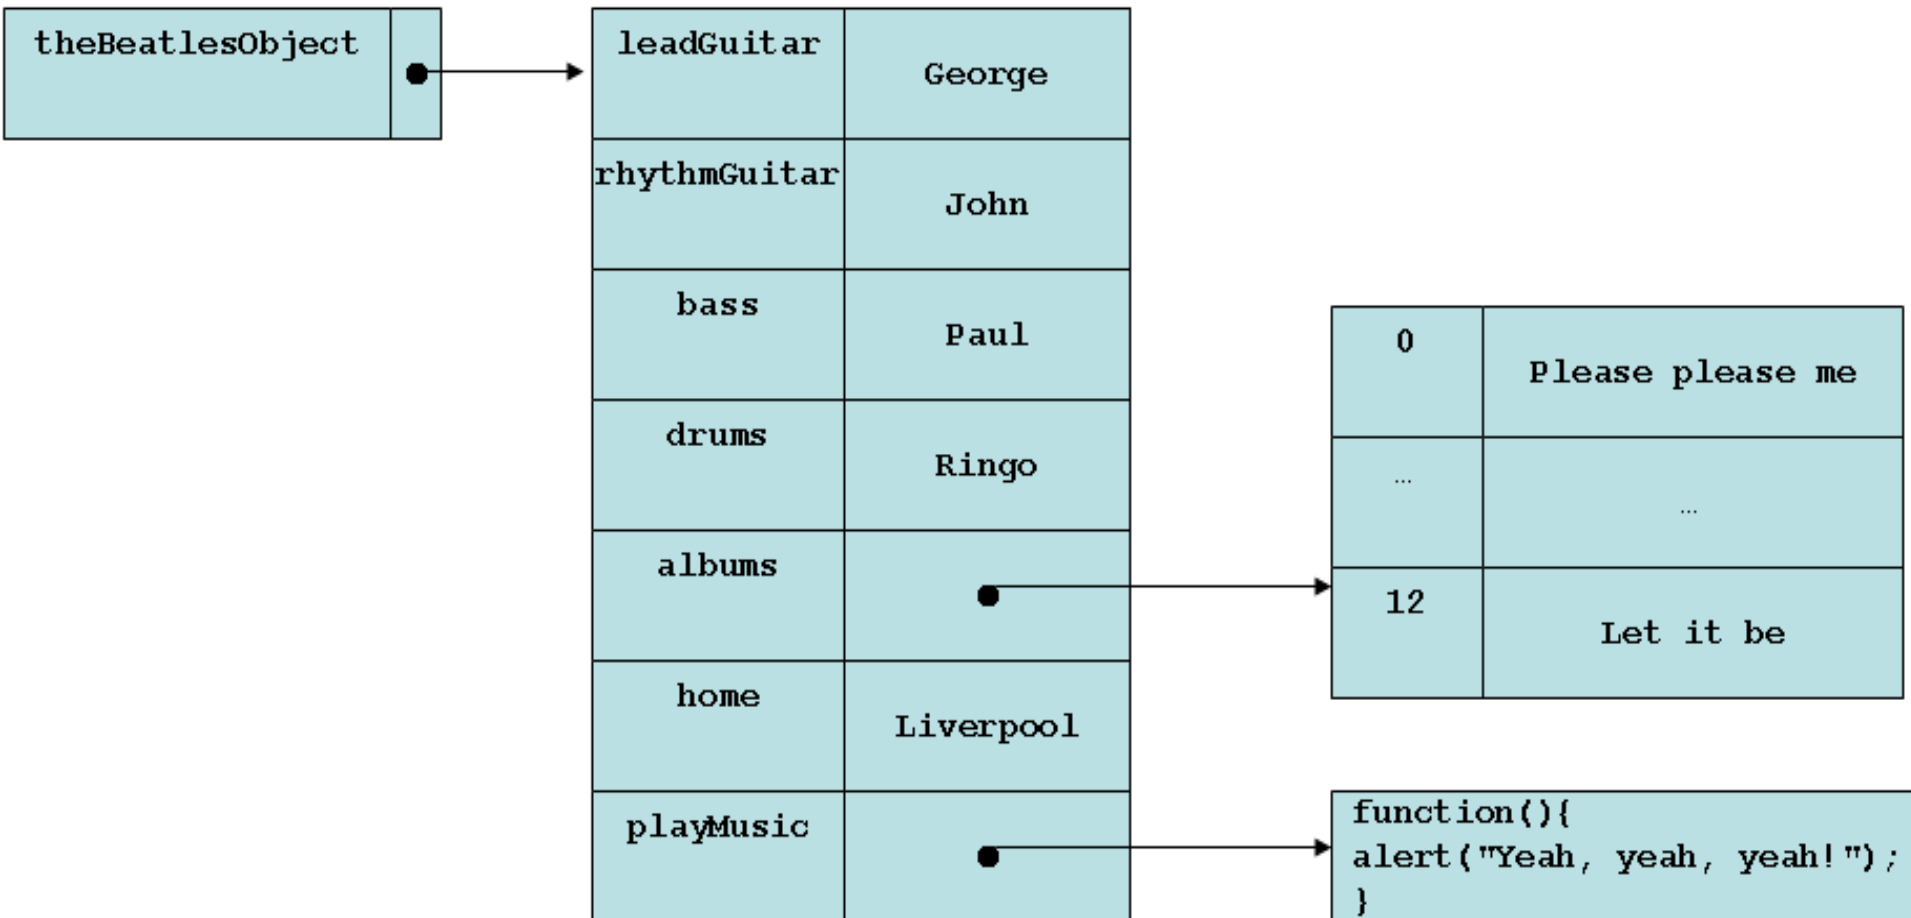 theBeatlesObject
leadGuitar
George
rhythmGuitar
John
bass
Paul
drums
Ringo
albums
home
Liverpool
playMusic
0
Please please me
...
...
12
Let it be
function(){
alert("Yeah, yeah, yeah!");
}